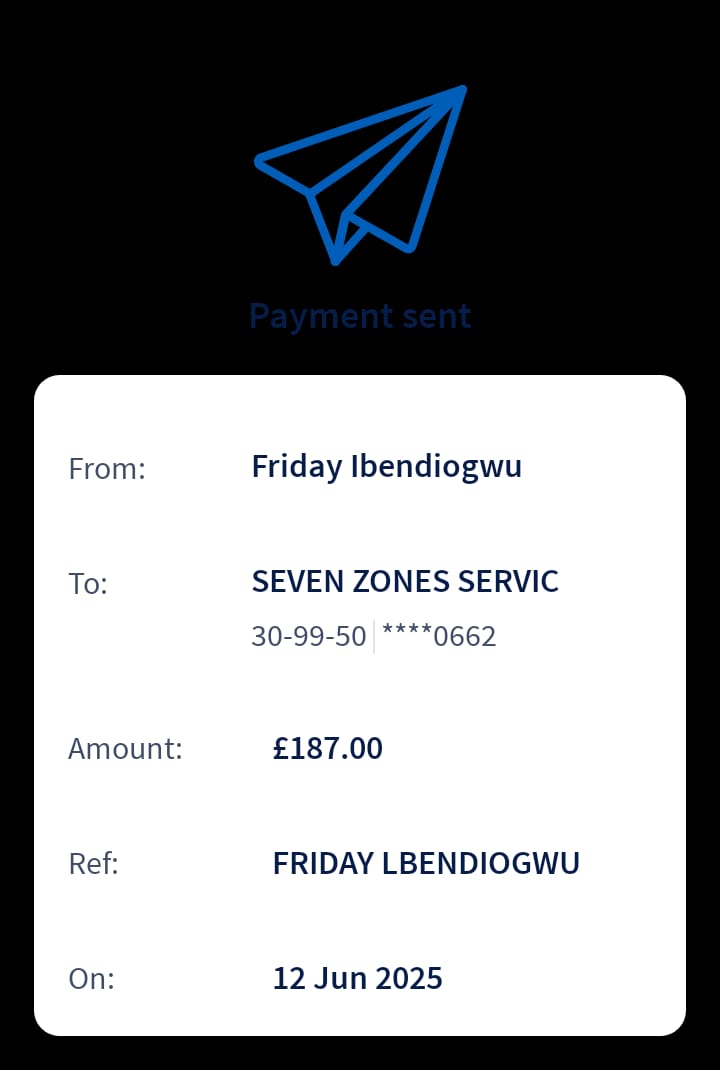 Payment sent
From: Friday Ibendiogwu
To: SEVEN ZONES SERVIC
30-99-50 ****0662
Amount: £187.00
Ref: FRIDAY LBENDIOGWU
On: 12 Jun 2025